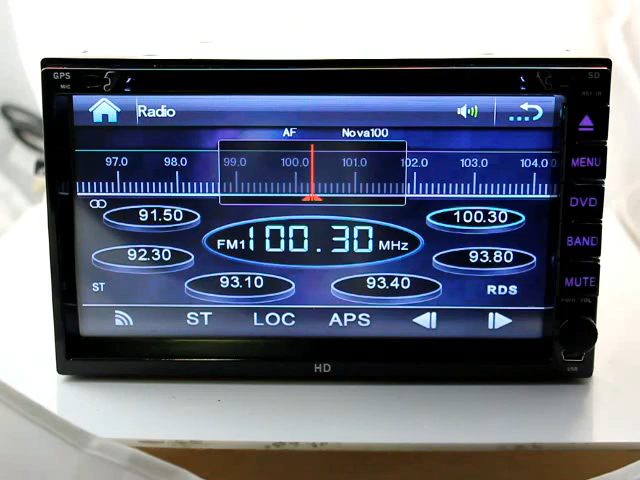 GPS
SD
MIC
Radio
AF
Nova100
97.0 98.0 99.0 100.0 101.0 102.0 103.0 104.0
MENU
DVD
BAND
MUTE
91.50
100.30
FM1 100.30 MHz
92.30
93.80
93.10
93.40
ST
RDS
ST LOC APS
HD